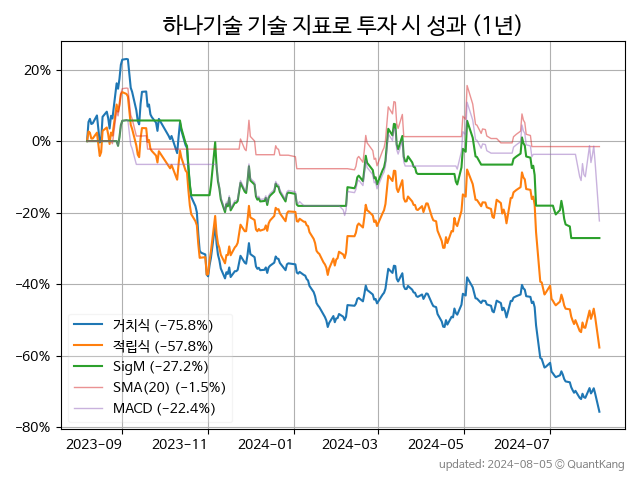 하나기술 기술 지표로 투자 시 성과 (1년)
20%
0%
−20%
−40%
−60%
−80%
거치식 (−75.8%)
적립식 (−57.8%)
SigM (−27.2%)
SMA(20) (−1.5%)
MACD (−22.4%)
2023-09 2023-11 2024-01 2024-03 2024-05 2024-07
updated: 2024-08-05 © QuantKang